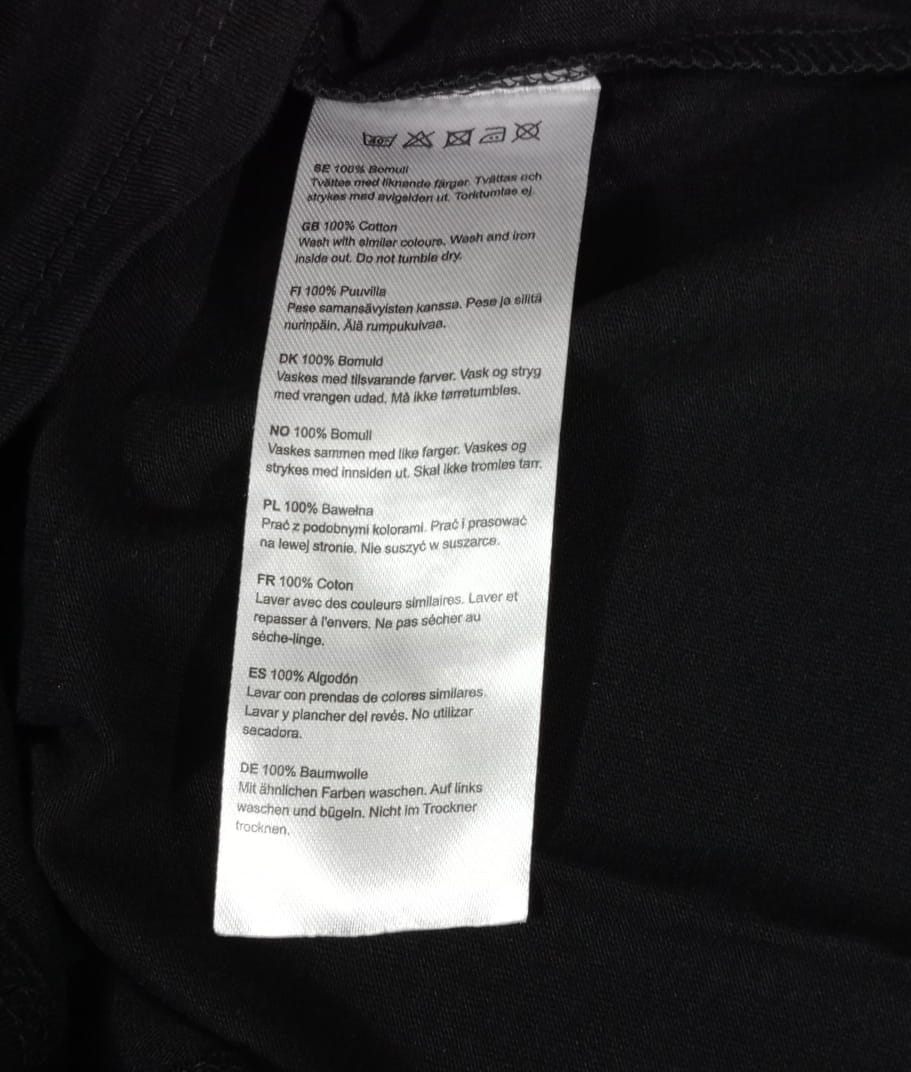 40°
SE 100% Bomull
Tvättas med liknande färger. Tvättas och
strykes med avigsidan ut. Torktumlas ej.
GB 100% Cotton
Wash with similar colours. Wash and iron
inside out. Do not tumble dry.
FI 100% Puuvilla
Pese samansävyisten kanssa. Pese ja silitä
nurinpäin. Älä rumpukuivaa.
DK 100% Bomuld
Vaskes med tilsvarande farver. Vask og stryg
med vrangen udad. Må ikke tørretumbles.
NO 100% Bomull
Vaskes sammen med like farger. Vaskes og
strykes med innsiden ut. Skal ikke tromles tørr.
PL 100% Bawełna
Prać z podobnymi kolorami. Prać i prasować
na lewej stronie. Nie suszyć w suszarce.
FR 100% Coton
Laver avec des couleurs similaires. Laver et
repasser à l'envers. Ne pas sécher au
sèche-linge.
ES 100% Algodón
Lavar con prendas de colores similares.
Lavar y plancher del revés. No utilizar
secadora.
DE 100% Baumwolle
Mit ähnlichen Farben waschen. Auf links
waschen und bügeln. Nicht im Trockner
trocknen.